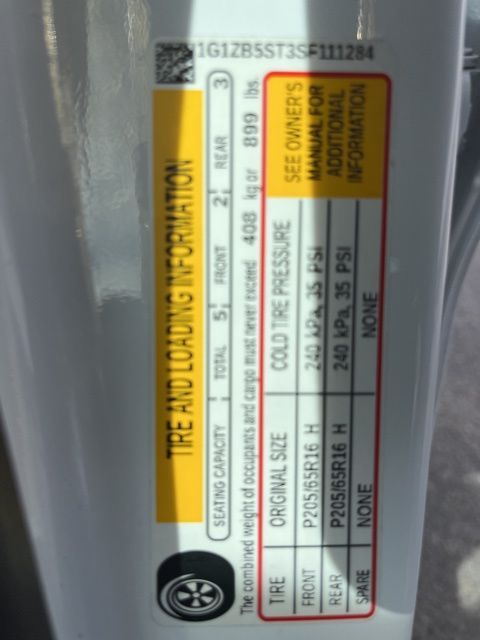 1G1ZB5ST3SF111284
TIRE AND LOADING INFORMATION
SEATING CAPACITY | TOTAL 5 | FRONT 2 | REAR 3
The combined weight of occupants and cargo must never exceed 408 kg or 899 lbs.
TIRE ORIGINAL SIZE COLD TIRE PRESSURE
FRONT P205/65R16 H 240 kPa, 35 PSI
REAR P205/65R16 H 240 kPa, 35 PSI
SPARE NONE NONE
SEE OWNER'S
MANUAL FOR
ADDITIONAL
INFORMATION